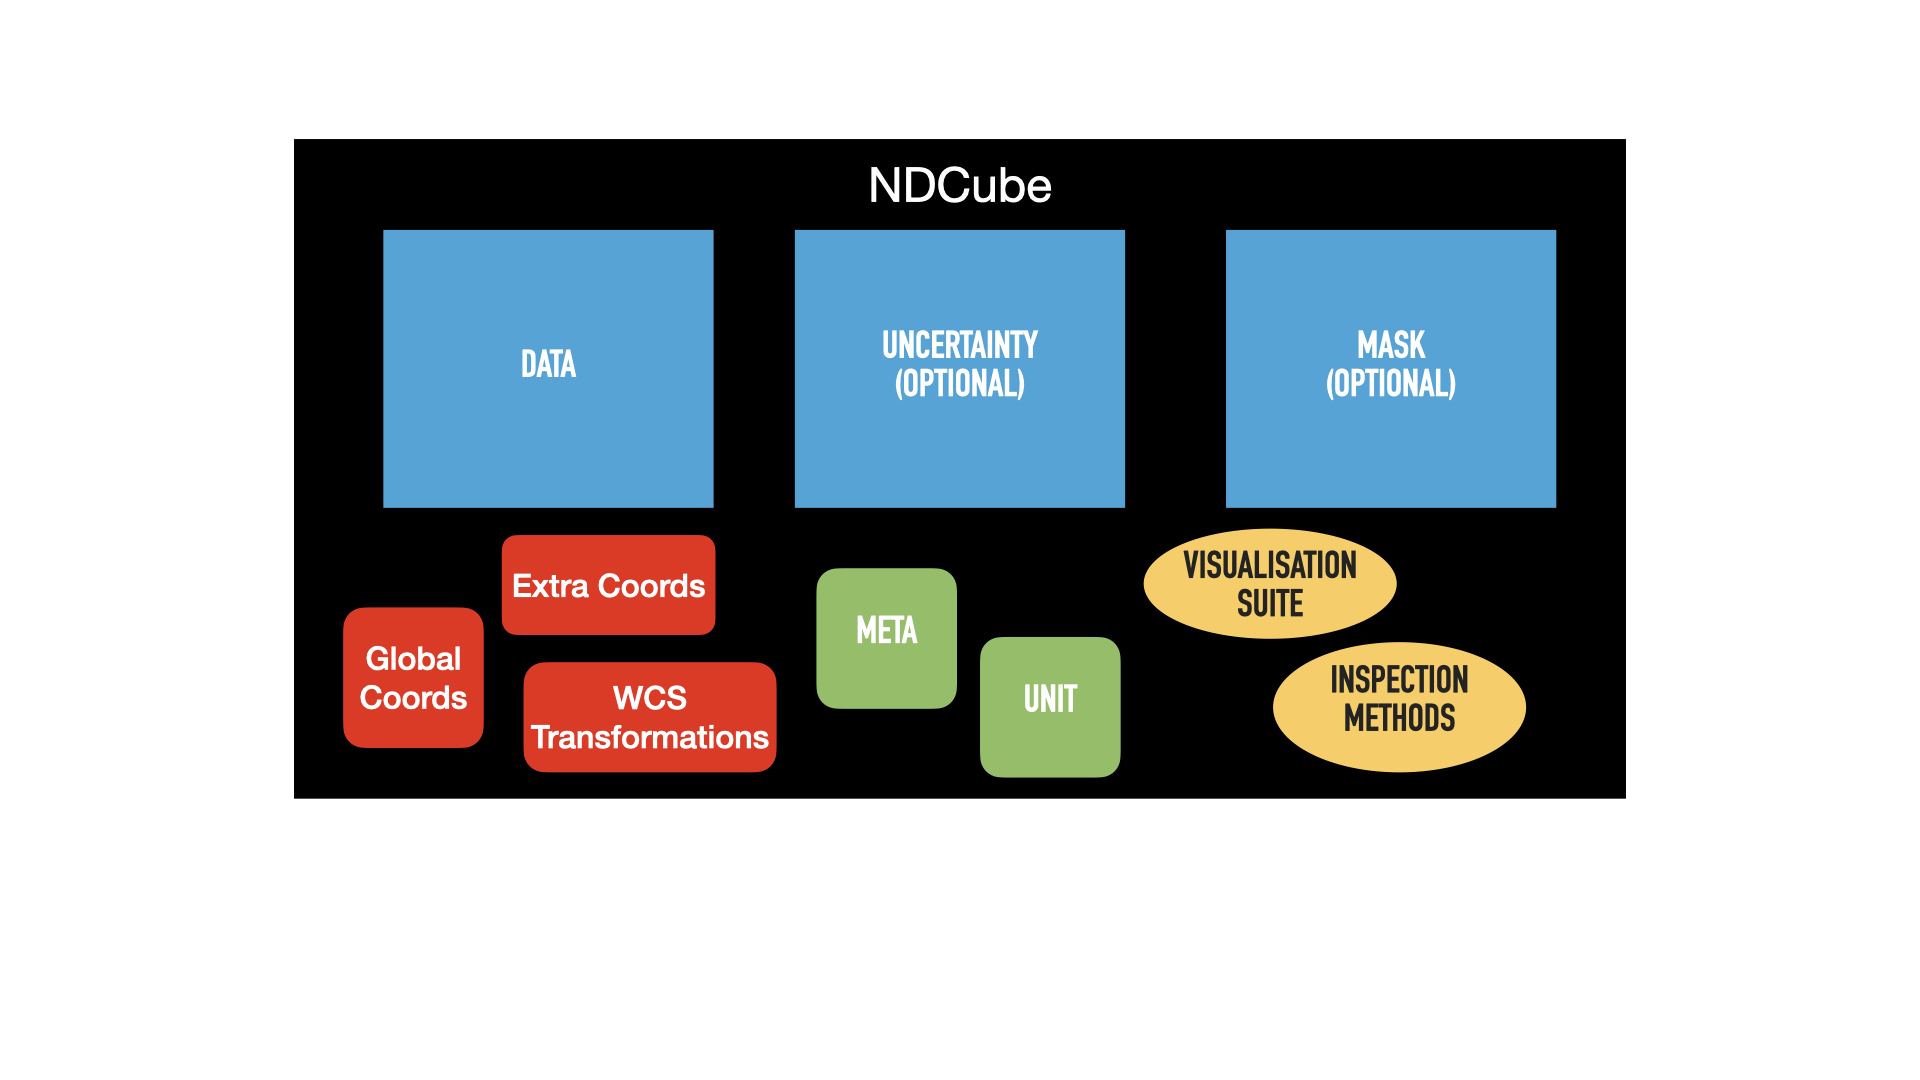 NDCube
DATA
UNCERTAINTY
(OPTIONAL)
MASK
(OPTIONAL)
Extra Coords
Global
Coords
WCS
Transformations
META
UNIT
VISUALISATION
SUITE
INSPECTION
METHODS